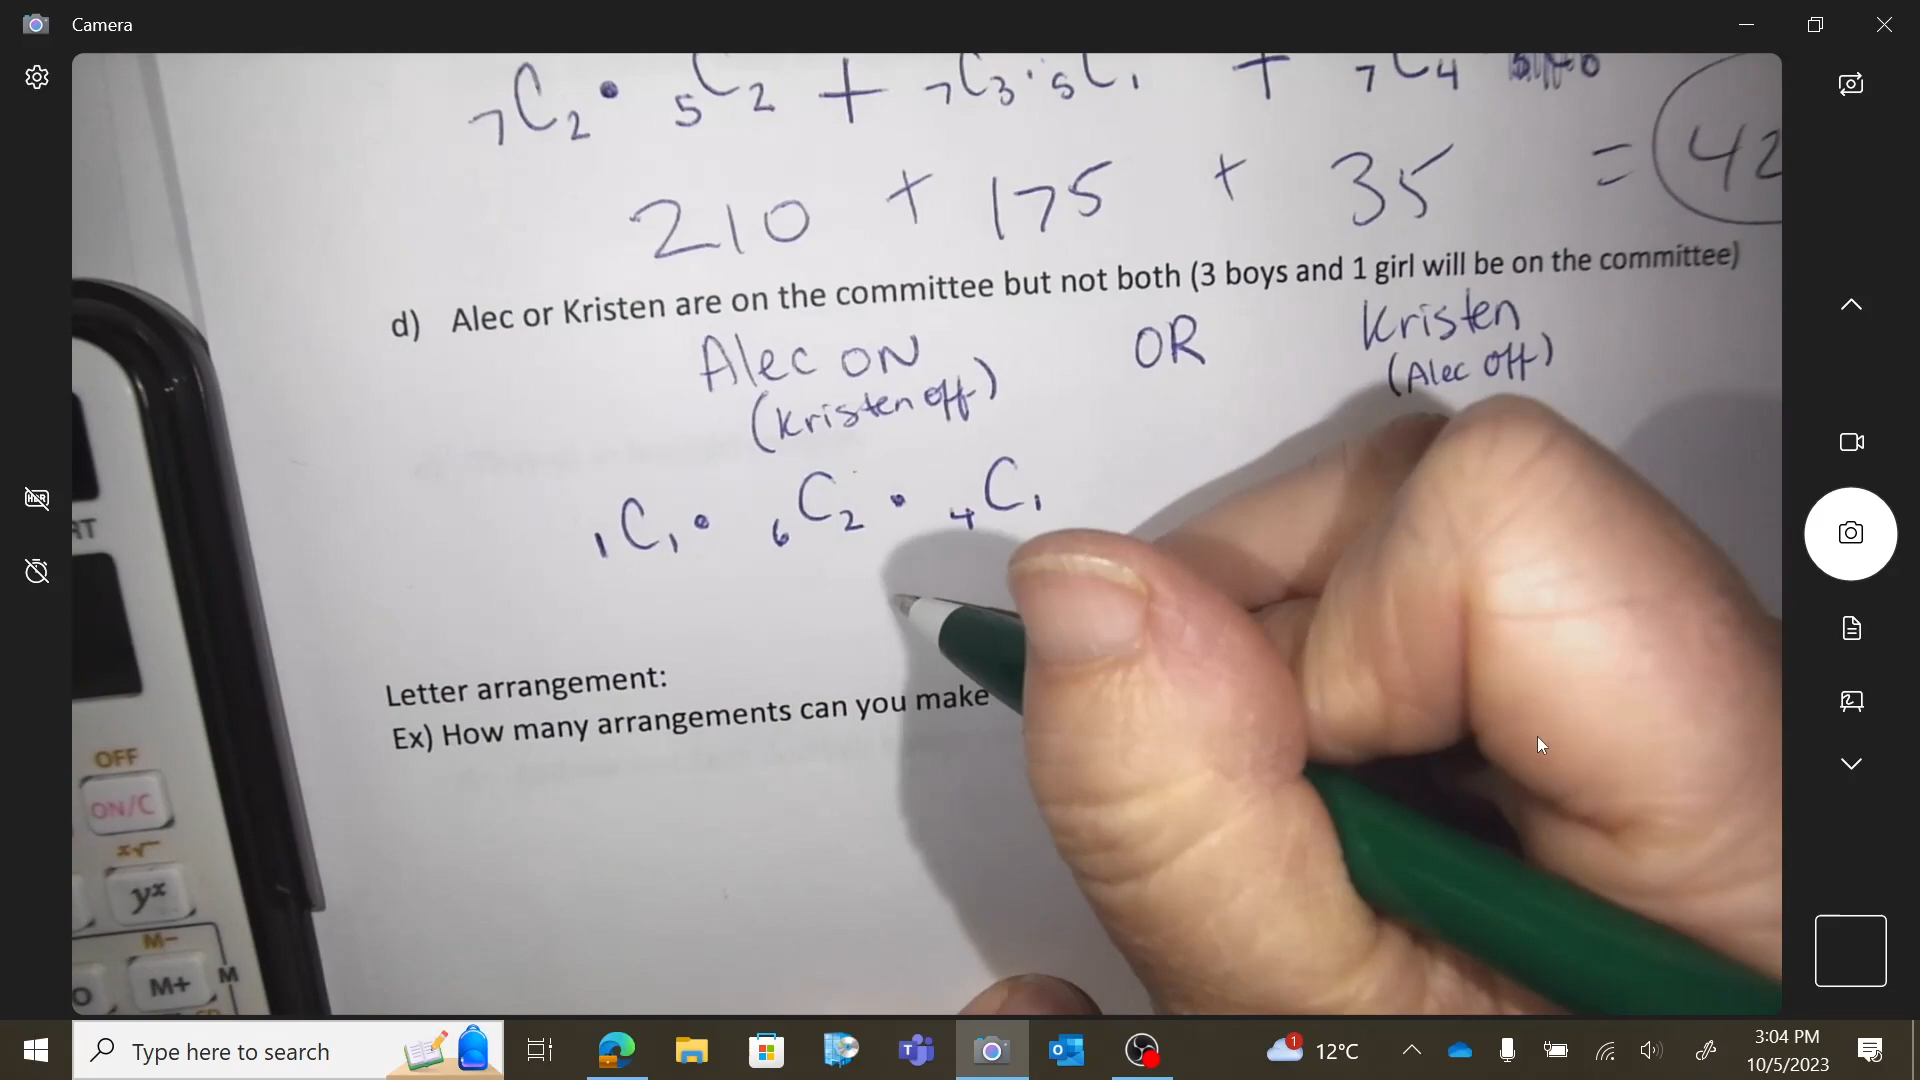 Camera
7C2 • 5C2 + 7C3 · 5C1 + 7C4
210 + 175 + 35 = 42
d) Alec or Kristen are on the committee but not both (3 boys and 1 girl will be on the committee)
Alec ON OR Kristen
(Kristen off) (Alec off)
1C1 • 6C2 • 4C1
Letter arrangement:
Ex) How many arrangements can you make
OFF
ON/C
yx
M-
M+ M
Type here to search
1
12°C
3:04 PM
10/5/2023